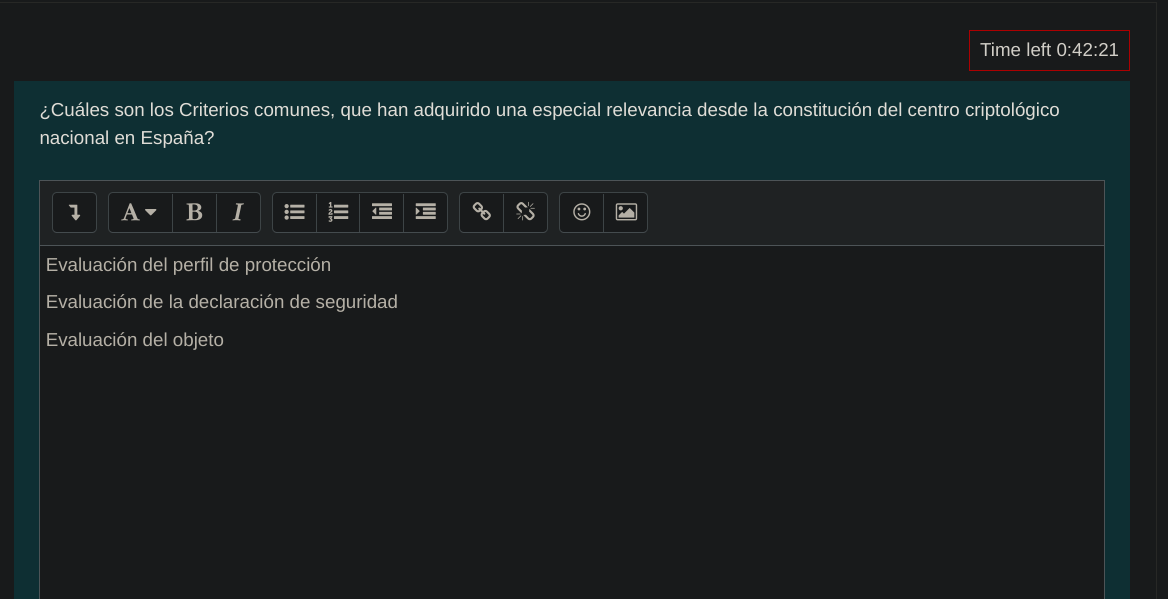 Time left 0:42:21
¿Cuáles son los Criterios comunes, que han adquirido una especial relevancia desde la constitución del centro criptológico
nacional en España?
Evaluación del perfil de protección
Evaluación de la declaración de seguridad
Evaluación del objeto